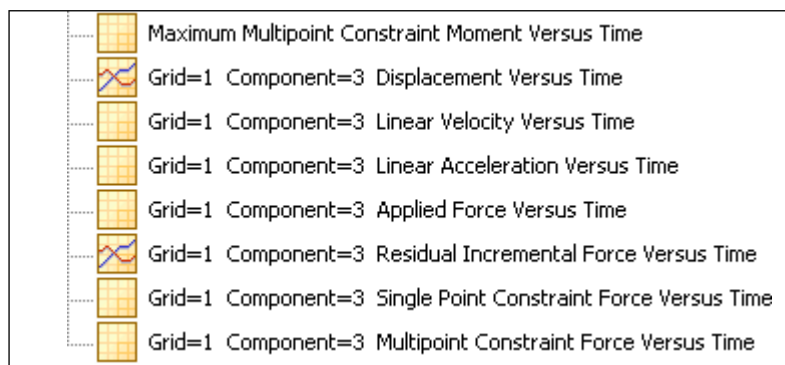 Maximum Multipoint Constraint Moment Versus Time
Grid=1 Component=3 Displacement Versus Time
Grid=1 Component=3 Linear Velocity Versus Time
Grid=1 Component=3 Linear Acceleration Versus Time
Grid=1 Component=3 Applied Force Versus Time
Grid=1 Component=3 Residual Incremental Force Versus Time
Grid=1 Component=3 Single Point Constraint Force Versus Time
Grid=1 Component=3 Multipoint Constraint Force Versus Time